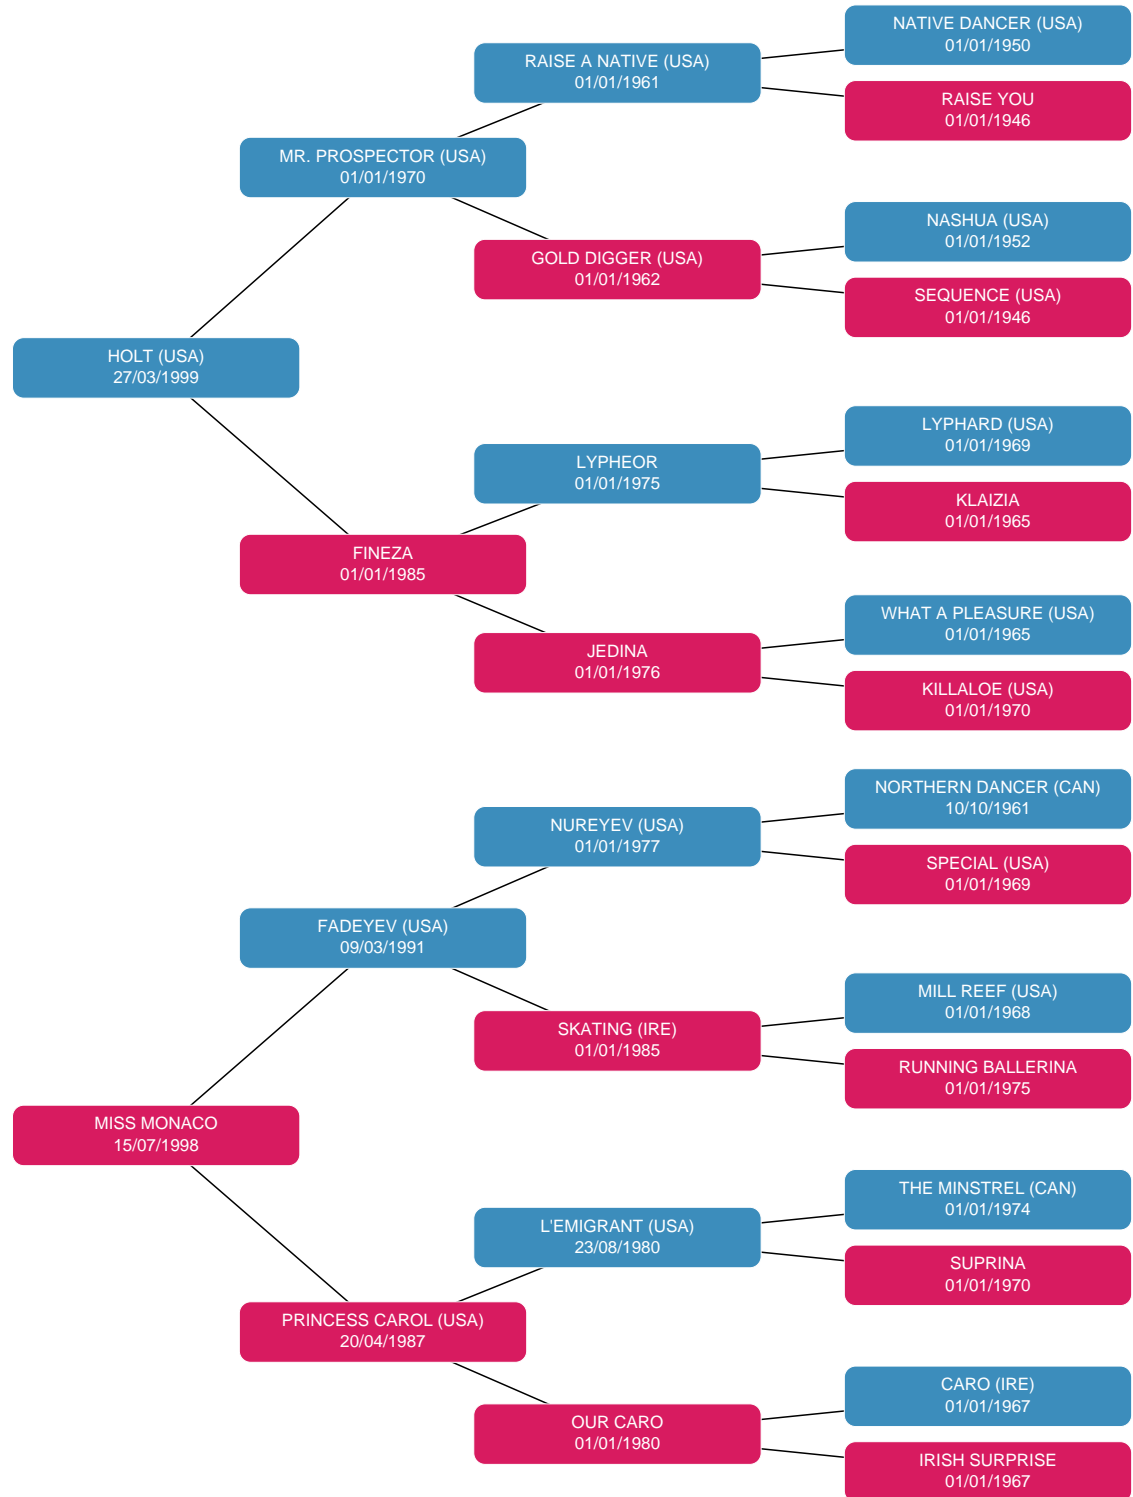 NATIVE DANCER (USA)
01/01/1950
RAISE A NATIVE (USA)
01/01/1961
RAISE YOU
01/01/1946
MR. PROSPECTOR (USA)
01/01/1970
NASHUA (USA)
01/01/1952
GOLD DIGGER (USA)
01/01/1962
SEQUENCE (USA)
01/01/1946
HOLT (USA)
27/03/1999
LYPHARD (USA)
01/01/1969
LYPHEOR
01/01/1975
KLAIZIA
01/01/1965
FINEZA
01/01/1985
WHAT A PLEASURE (USA)
01/01/1965
JEDINA
01/01/1976
KILLALOE (USA)
01/01/1970
NORTHERN DANCER (CAN)
10/10/1961
NUREYEV (USA)
01/01/1977
SPECIAL (USA)
01/01/1969
FADEYEV (USA)
09/03/1991
MILL REEF (USA)
01/01/1968
SKATING (IRE)
01/01/1985
RUNNING BALLERINA
01/01/1975
MISS MONACO
15/07/1998
THE MINSTREL (CAN)
01/01/1974
L'EMIGRANT (USA)
23/08/1980
SUPRINA
01/01/1970
PRINCESS CAROL (USA)
20/04/1987
CARO (IRE)
01/01/1967
OUR CARO
01/01/1980
IRISH SURPRISE
01/01/1967